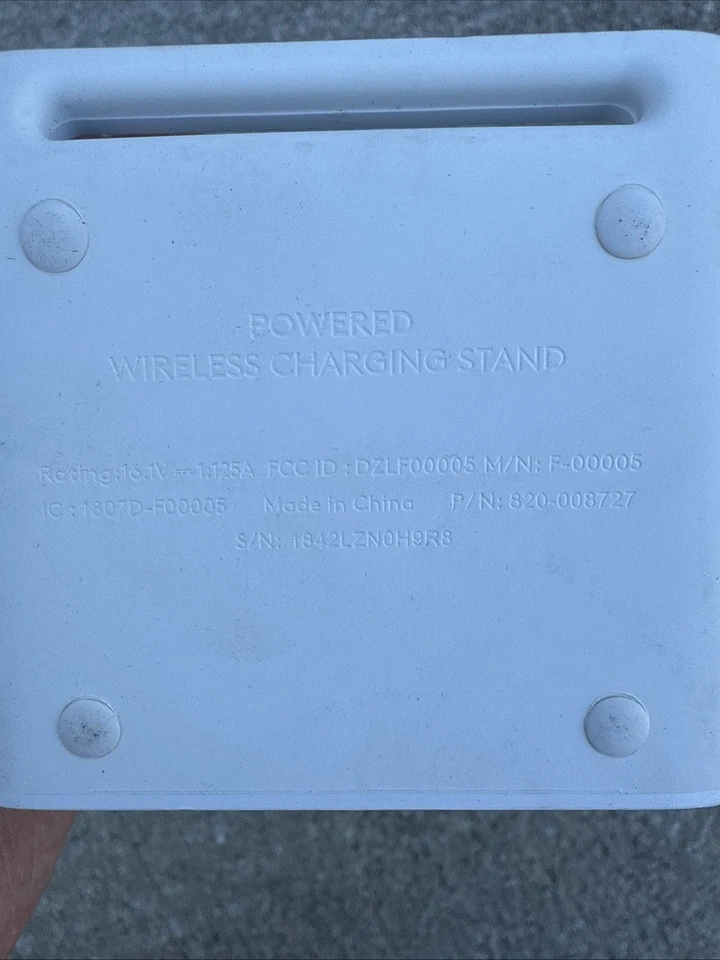 POWERED
WIRELESS CHARGING STAND
Rating:16.1V ⎓ 1.125A FCC ID : DZLF00005 M/N: F-00005
IC : 1807D-F00005 Made in China P/N: 820-008727
S/N: 1842LZN0H9R8